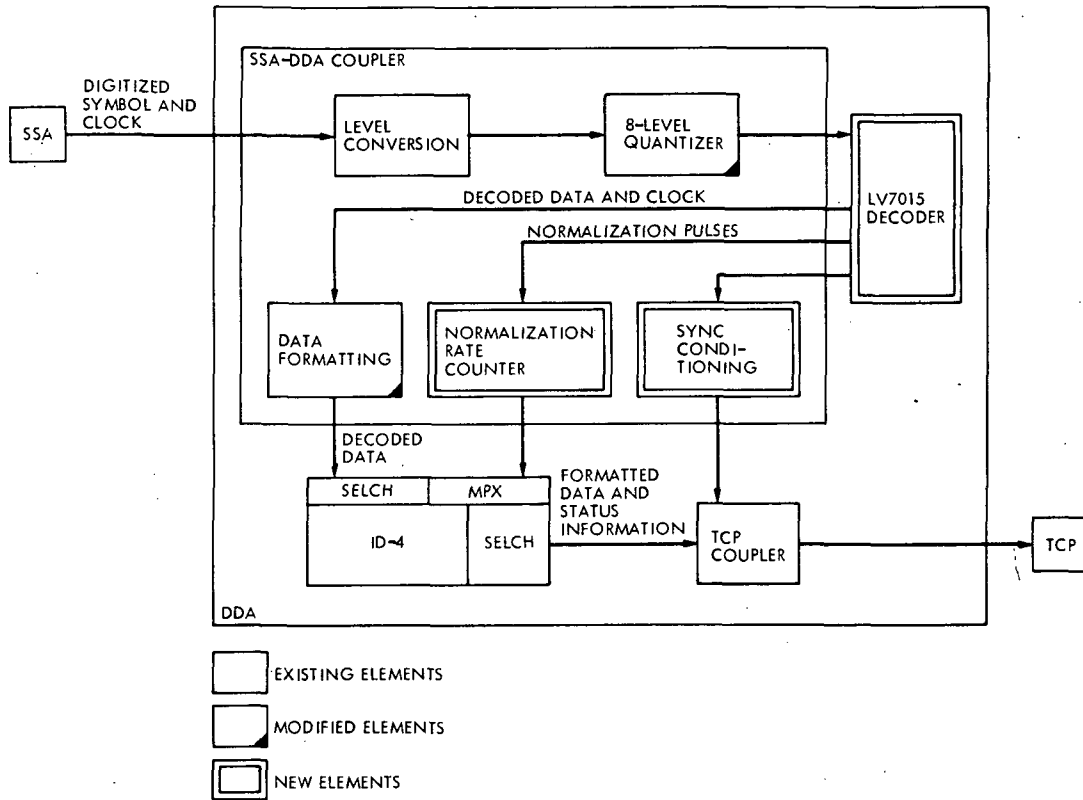 SSA-DDA COUPLER
DIGITIZED
SYMBOL AND
CLOCK
SSA
LEVEL
CONVERSION
8-LEVEL
QUANTIZER
LV7015
DECODER
DECODED DATA AND CLOCK
NORMALIZATION PULSES
DATA
FORMATTING
NORMALIZATION
RATE
COUNTER
SYNC
CONDI-
TIONING
DECODED
DATA
SELCH
MPX
ID-4
SELCH
FORMATTED
DATA AND
STATUS
INFORMATION
TCP
COUPLER
TCP
DDA
EXISTING ELEMENTS
MODIFIED ELEMENTS
NEW ELEMENTS